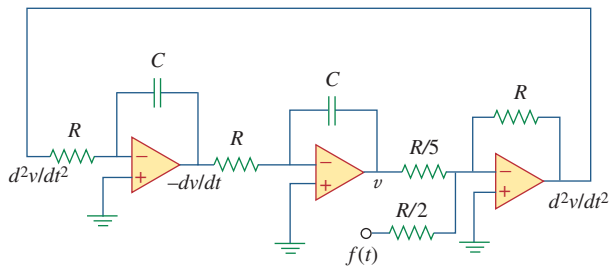 C
C
R
R
R
R/5
d²v/dt²
−dv/dt
v
d²v/dt²
R/2
f(t)
−
+
−
+
−
+